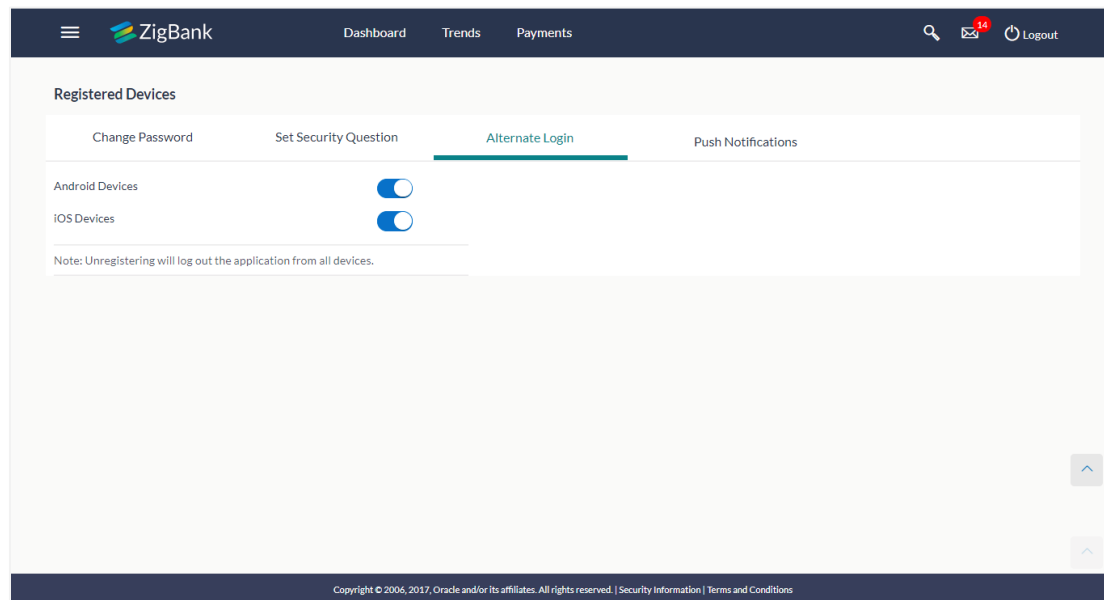 ZigBank Dashboard Trends Payments 14 Logout
Registered Devices
Change Password Set Security Question Alternate Login Push Notifications
Android Devices
iOS Devices
Note: Unregistering will log out the application from all devices.
Copyright © 2006, 2017, Oracle and/or its affiliates. All rights reserved. | Security Information | Terms and Conditions